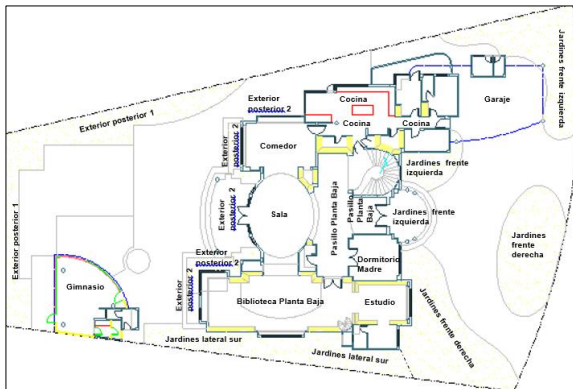 Jardines frente
izquierda
Garaje
Cocina
Cocina
Cocina
Exterior
posterior 2
Exterior posterior 1
Exterior
posterior 2
Comedor
Jardines frente
izquierda
Pasillo Planta Baja
Pasillo
Planta
Baja
Exterior
posterior 2
Sala
Jardines frente
izquierda
Jardines
frente
derecha
Exterior posterior 1
Exterior
posterior 2
Dormitorio
Madre
Gimnasio
Exterior
posterior 2
Biblioteca Planta Baja
Estudio
Jardines frente derecha
Jardines lateral sur
Jardines lateral sur